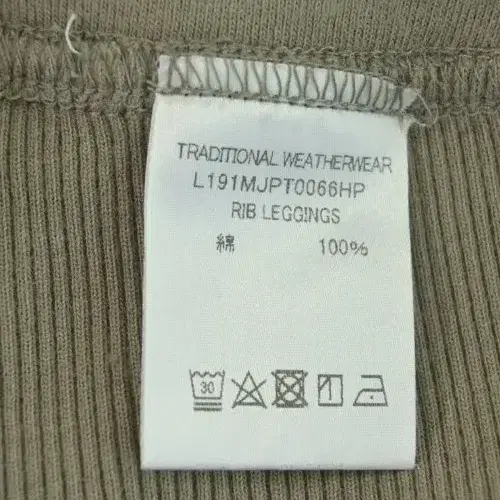 TRADITIONAL WEATHERWEAR
L191MJPT0066HP
RIB LEGGINGS
綿 100%
30